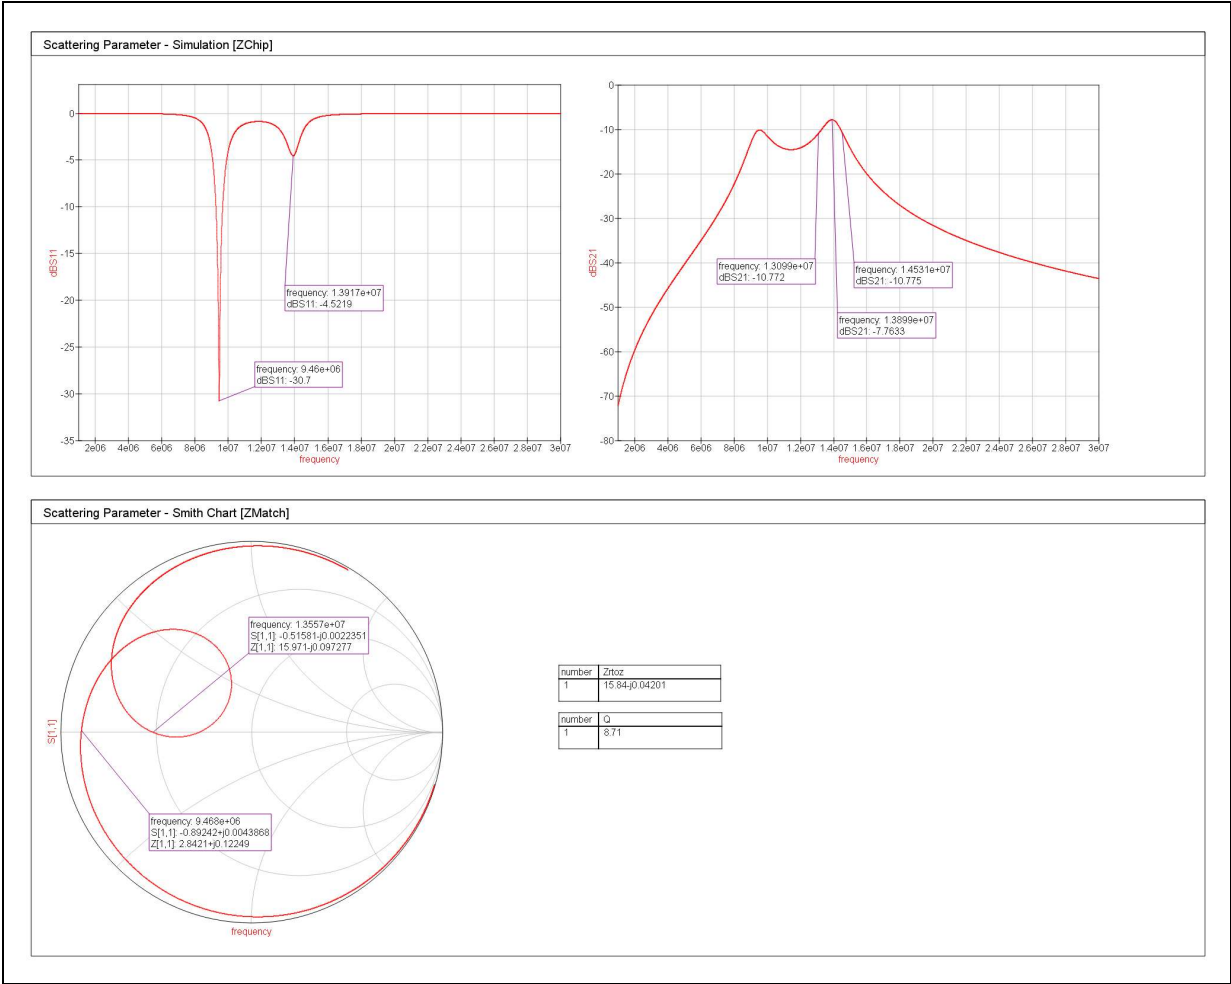 Scattering Parameter - Simulation [ZChip]
0
-5
-10
-15
-20
-25
-30
-35
dBS11
frequency: 1.3917e+07
dBS11: -4.5219
frequency: 9.46e+06
dBS11: -30.7
2e06 4e06 6e06 8e06 1e07 1.2e07 1.4e07 1.6e07 1.8e07 2e07 2.2e07 2.4e07 2.6e07 2.8e07 3e07
frequency
0
-10
-20
-30
-40
-50
-60
-70
-80
dBS21
frequency: 1.3099e+07
dBS21: -10.772
frequency: 1.4531e+07
dBS21: -10.775
frequency: 1.3899e+07
dBS21: -7.7633
2e06 4e06 6e06 8e06 1e07 1.2e07 1.4e07 1.6e07 1.8e07 2e07 2.2e07 2.4e07 2.6e07 2.8e07 3e07
frequency
Scattering Parameter - Smith Chart [ZMatch]
frequency: 1.3557e+07
S[1,1]: -0.51581-j0.0022351
Z[1,1]: 15.971-j0.097277
S[1,1]
frequency: 9.468e+06
S[1,1]: -0.89242+j0.0043868
Z[1,1]: 2.8421+j0.12249
frequency
number Zrtoz
1 15.84-j0.04201
number Q
1 8.71